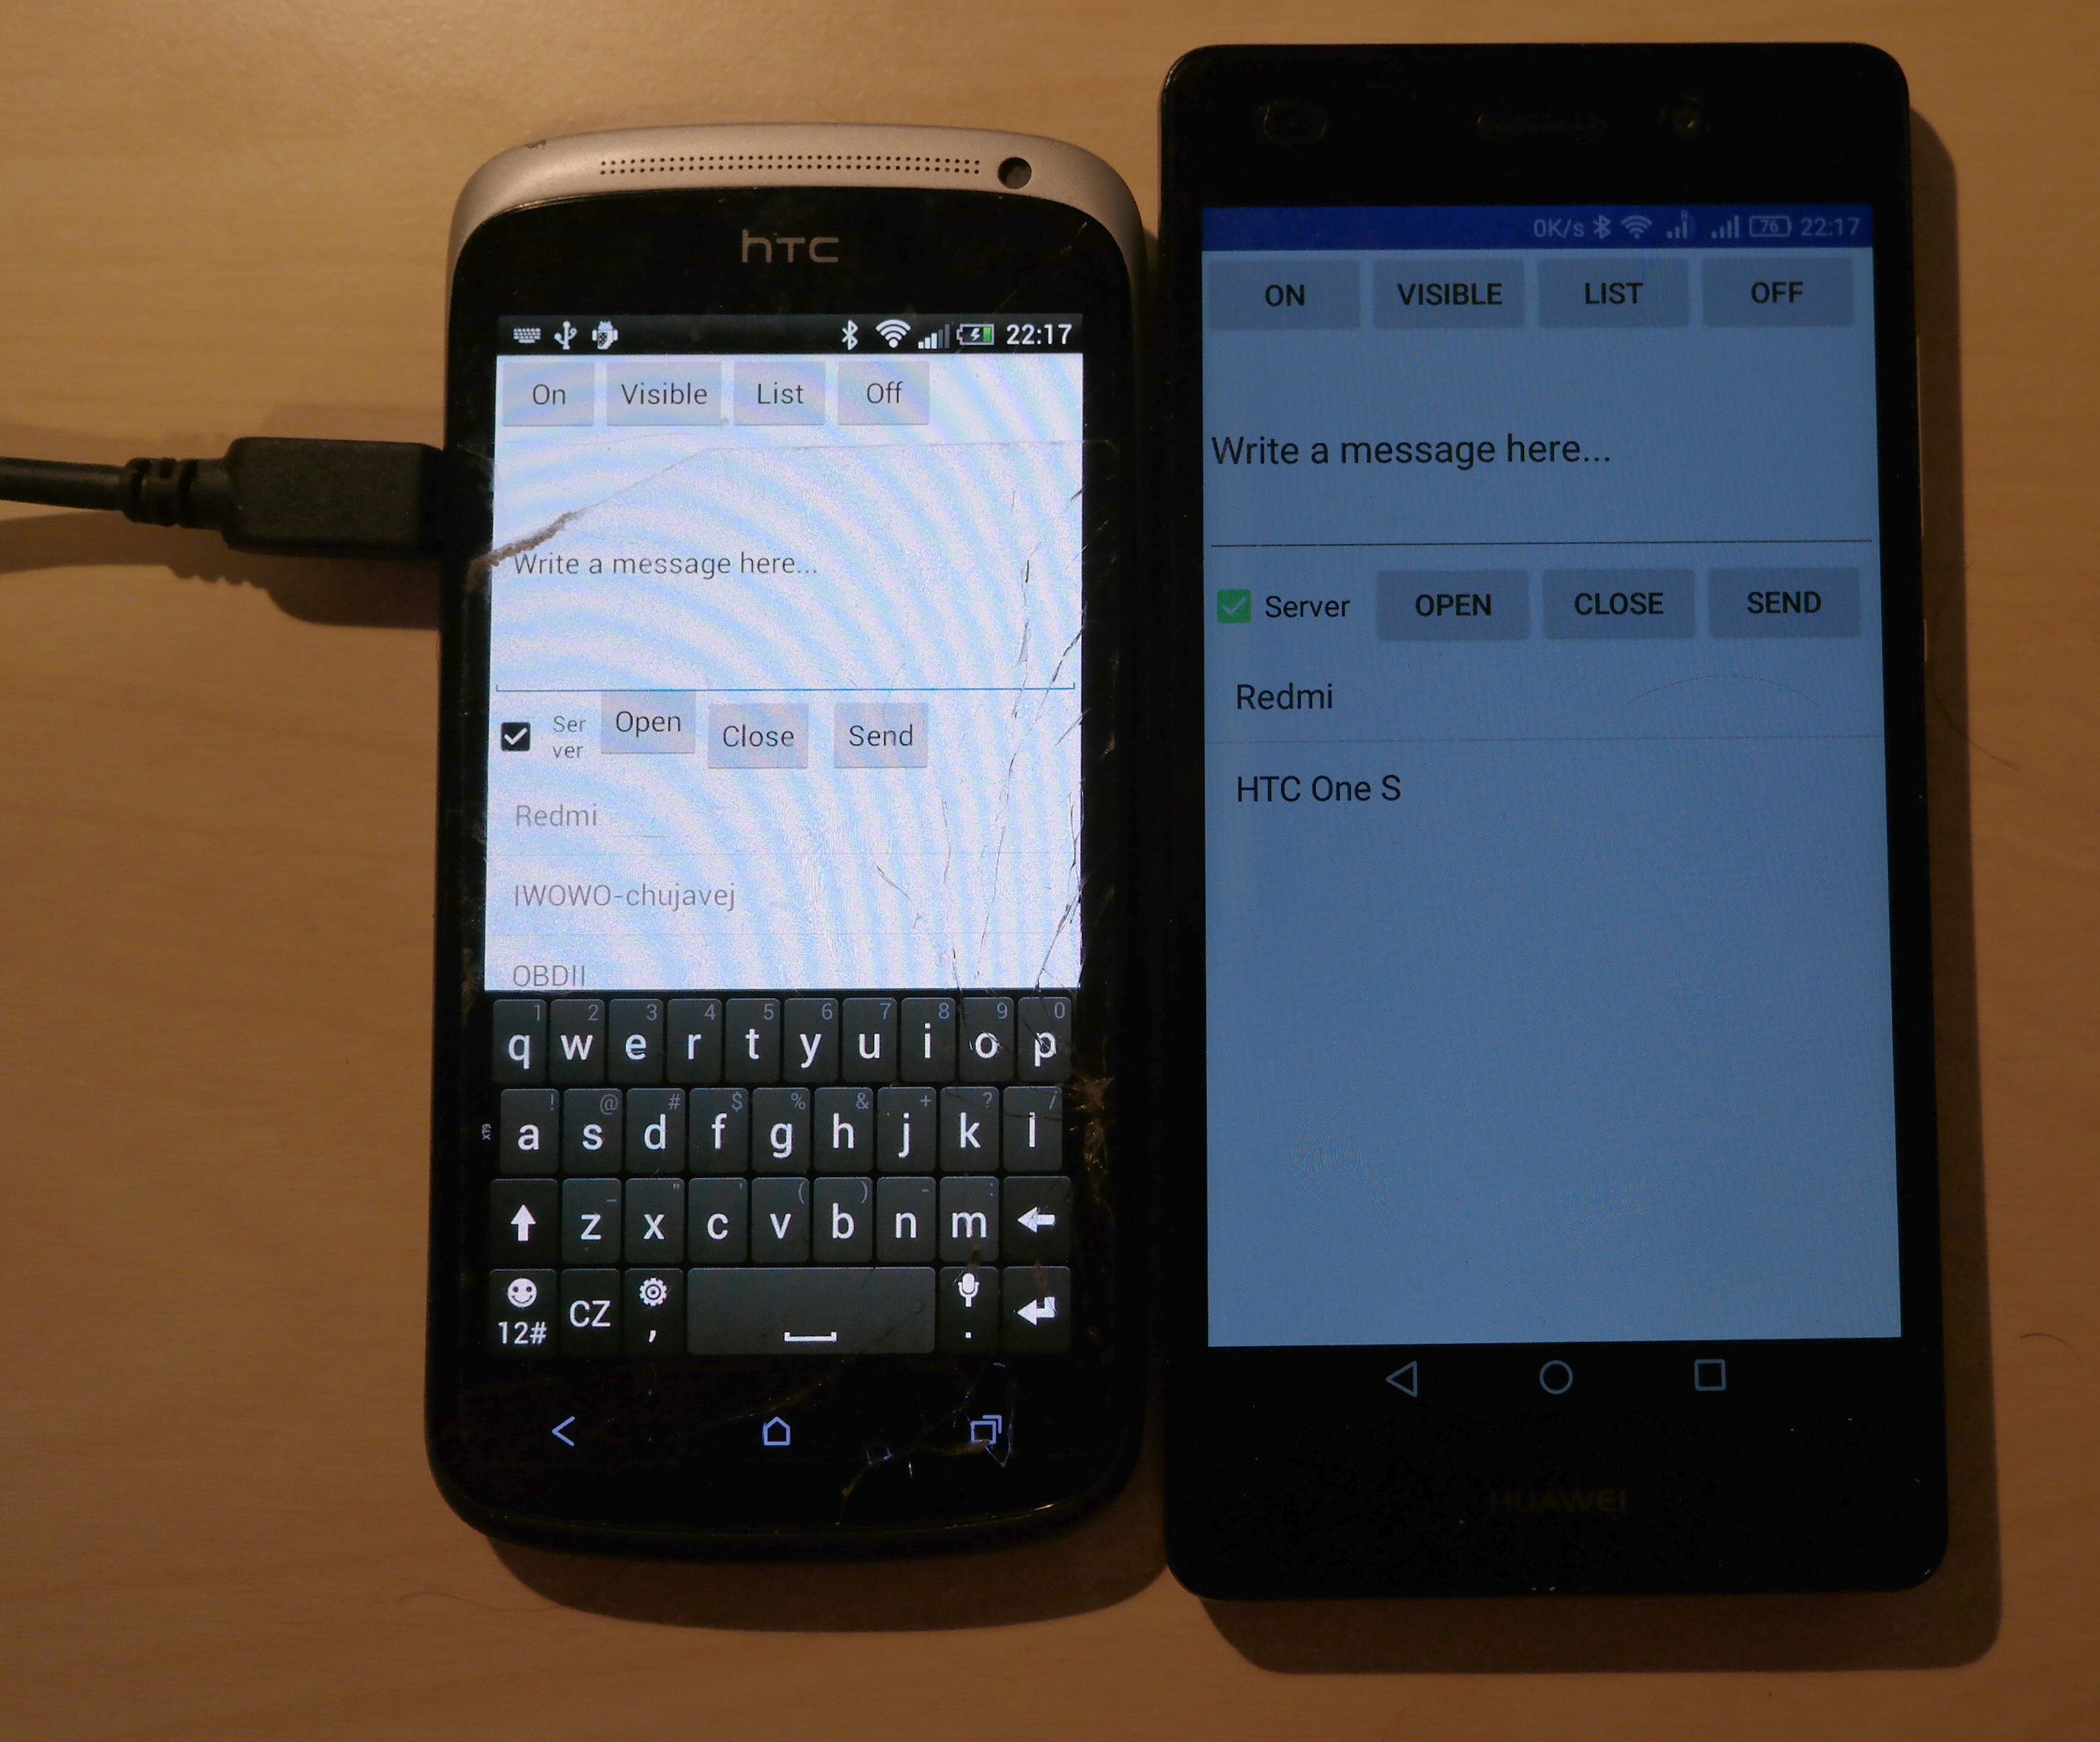 hTC
22:17
On Visible List Off
Write a message here...
Ser
ver
Open Close Send
Redmi
IWOWO-chujavej
OBDII
1 2 3 4 5 6 7 8 9 0
q w e r t y u i o p
! @ # $ % & + ? /
XT9
a s d f g h j k l
_ " ' ( ) - :
z x c v b n m
12# CZ , .
0K/s 76 22:17
ON VISIBLE LIST OFF
Write a message here...
Server OPEN CLOSE SEND
Redmi
HTC One S
HUAWEI